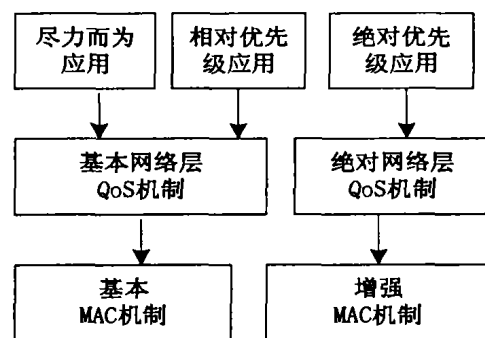 尽力而为
应用
相对优先
级应用
绝对优先
级应用
基本网络层
QoS机制
绝对网络层
QoS机制
基本
MAC机制
增强
MAC机制